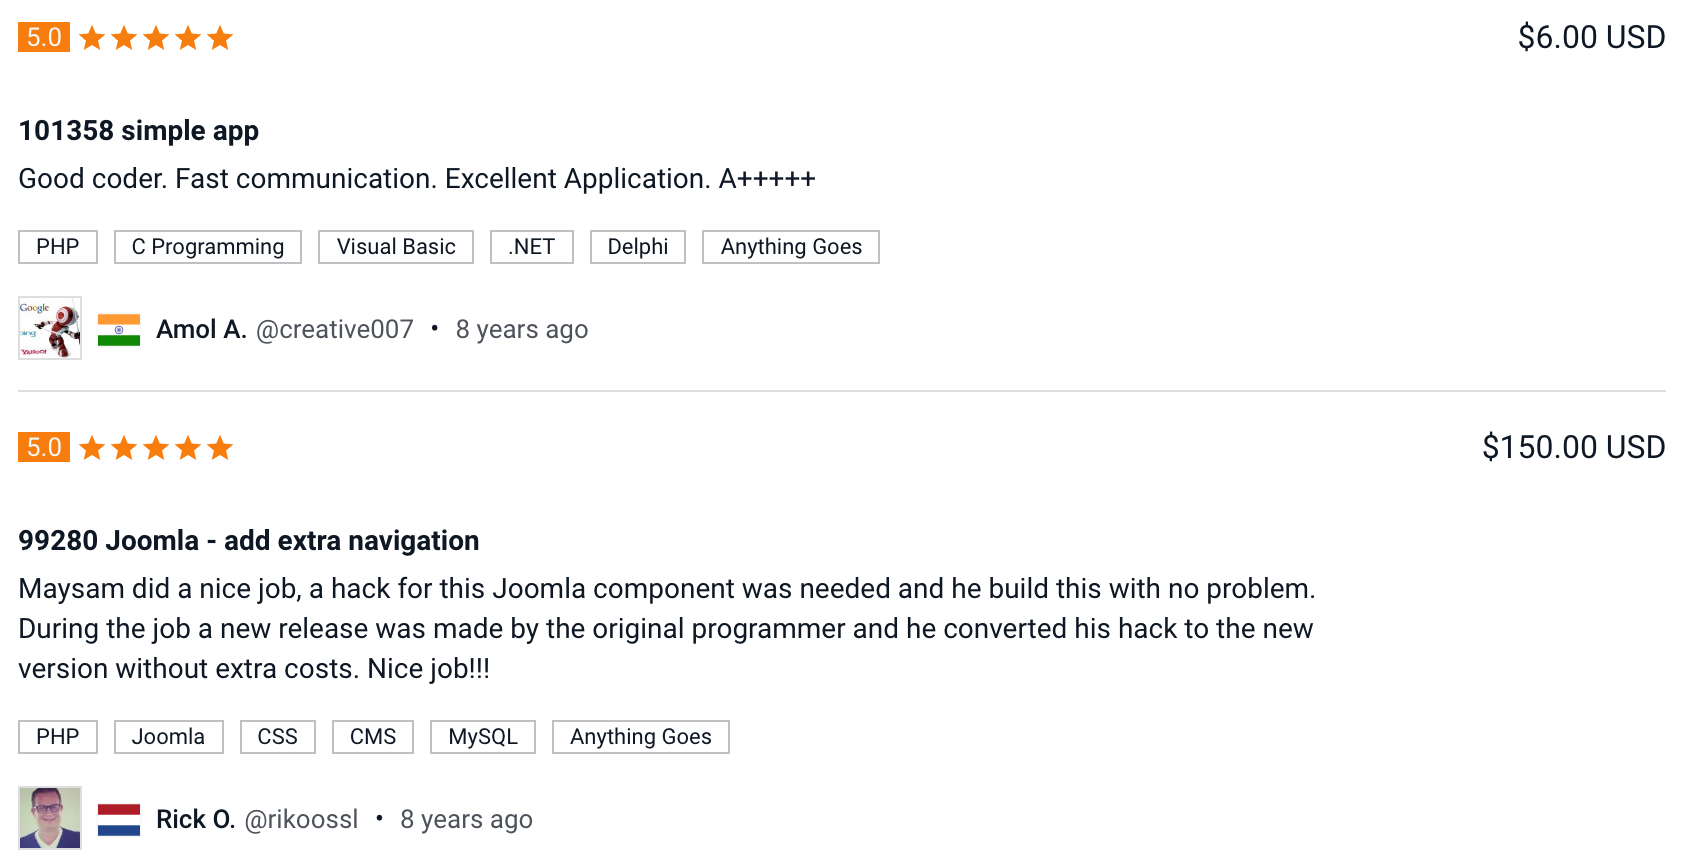 5.0
$6.00 USD
101358 simple app
Good coder. Fast communication. Excellent Application. A+++++
PHP C Programming Visual Basic .NET Delphi Anything Goes
Google
bing
Yahoo!
Amol A. @creative007 • 8 years ago
5.0
$150.00 USD
99280 Joomla - add extra navigation
Maysam did a nice job, a hack for this Joomla component was needed and he build this with no problem.
During the job a new release was made by the original programmer and he converted his hack to the new
version without extra costs. Nice job!!!
PHP Joomla CSS CMS MySQL Anything Goes
Rick O. @rikoossl • 8 years ago